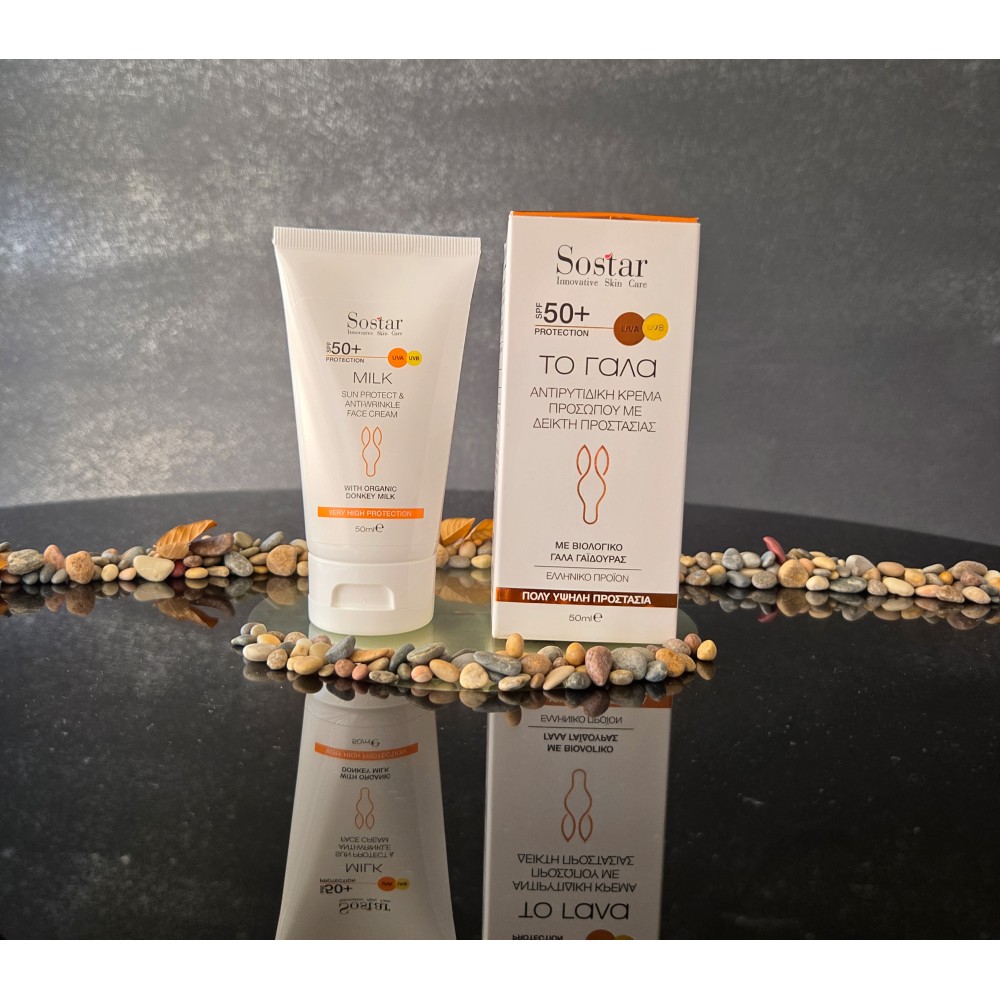 Sostar
Innovative Skin Care
SPF 50+
PROTECTION
UVA UVB
MILK
SUN PROTECT &
ANTI-WRINKLE
FACE CREAM
WITH ORGANIC
DONKEY MILK
VERY HIGH PROTECTION
50ml℮
Sostar
Innovative Skin Care
SPF 50+
PROTECTION
UVA UVB
ΤΟ ΓαΛα
ΑΝΤΙΡΥΤΙΔΙΚΗ ΚΡΕΜΑ
ΠΡΟΣΩΠΟΥ ΜΕ
ΔΕΙΚΤΗ ΠΡΟΣΤΑΣΙΑΣ
ΜΕ ΒΙΟΛΟΓΙΚΟ
ΓΑΛΑ ΓΑΪΔΟΥΡΑΣ
ΕΛΛΗΝΙΚΟ ΠΡΟΪΟΝ
ΠΟΛΥ ΥΨΗΛΗ ΠΡΟΣΤΑΣΙΑ
50ml℮